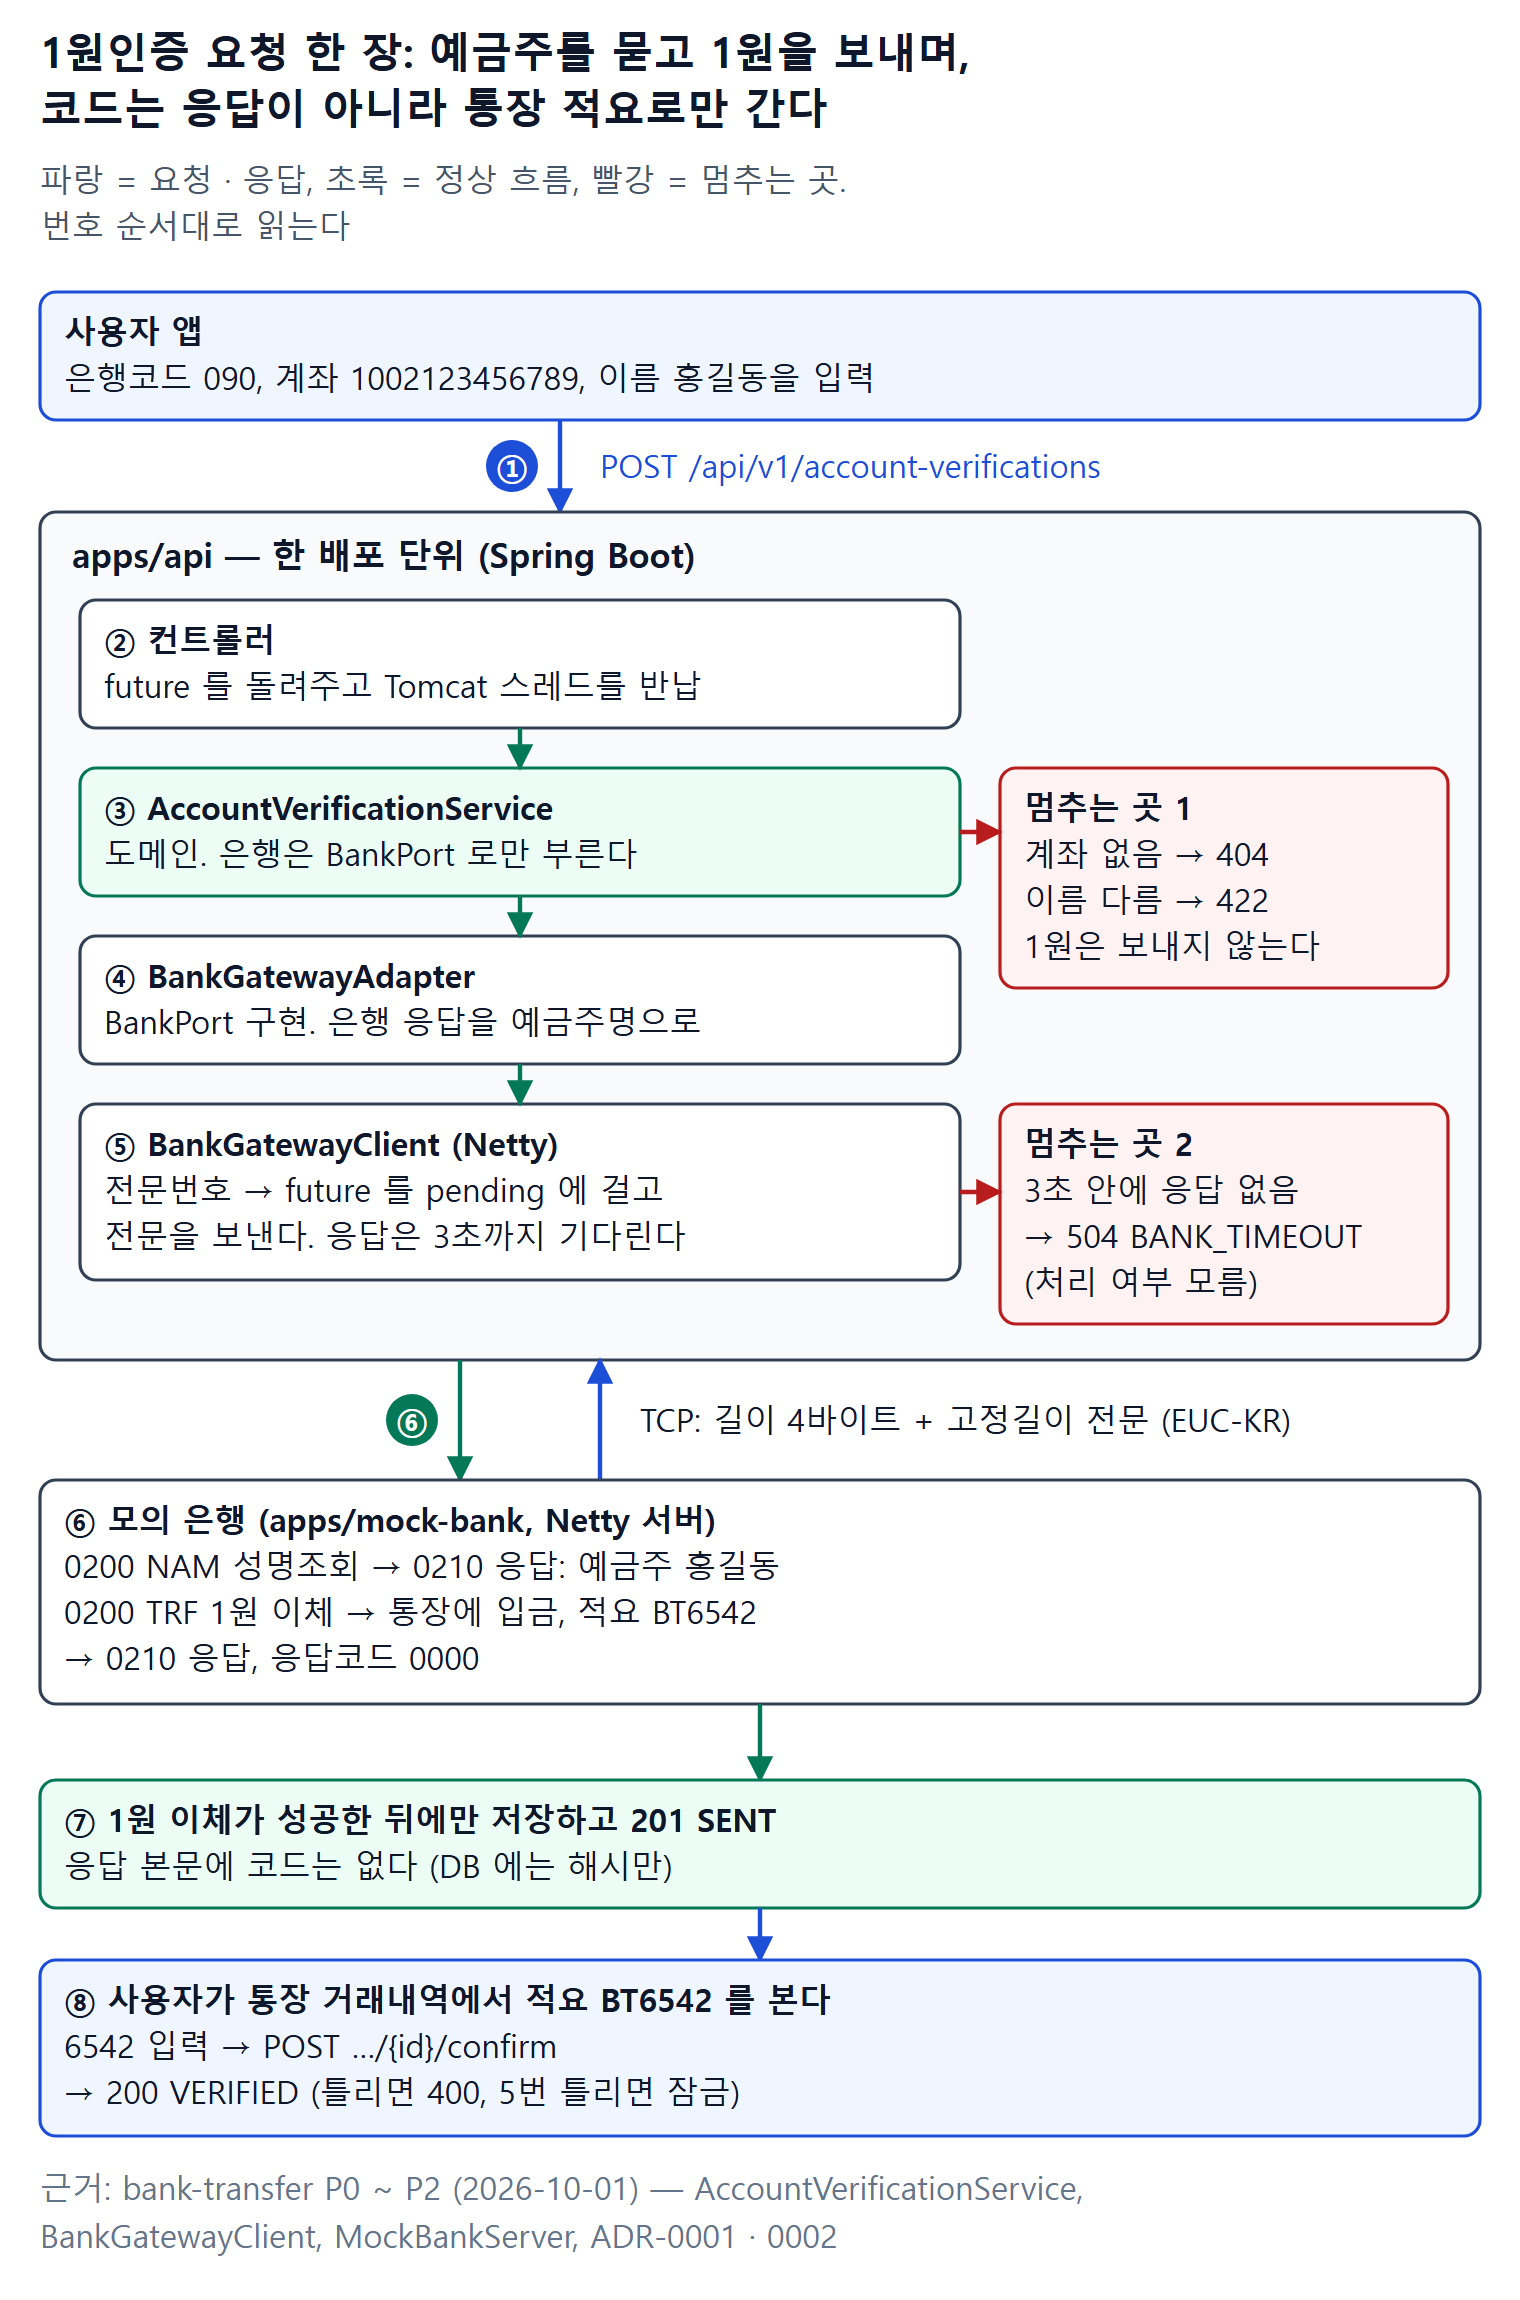 1원인증 요청 한 장: 예금주를 묻고 1원을 보내며,
코드는 응답이 아니라 통장 적요로만 간다
파랑 = 요청 · 응답, 초록 = 정상 흐름, 빨강 = 멈추는 곳.
번호 순서대로 읽는다
사용자 앱
은행코드 090, 계좌 1002123456789, 이름 홍길동을 입력
①
POST /api/v1/account-verifications
apps/api — 한 배포 단위 (Spring Boot)
② 컨트롤러
future 를 돌려주고 Tomcat 스레드를 반납
③ AccountVerificationService
도메인. 은행은 BankPort 로만 부른다
멈추는 곳 1
계좌 없음 → 404
이름 다름 → 422
1원은 보내지 않는다
④ BankGatewayAdapter
BankPort 구현. 은행 응답을 예금주명으로
⑤ BankGatewayClient (Netty)
전문번호 → future 를 pending 에 걸고
전문을 보낸다. 응답은 3초까지 기다린다
멈추는 곳 2
3초 안에 응답 없음
→ 504 BANK_TIMEOUT
(처리 여부 모름)
⑥
TCP: 길이 4바이트 + 고정길이 전문 (EUC-KR)
⑥ 모의 은행 (apps/mock-bank, Netty 서버)
0200 NAM 성명조회 → 0210 응답: 예금주 홍길동
0200 TRF 1원 이체 → 통장에 입금, 적요 BT6542
→ 0210 응답, 응답코드 0000
⑦ 1원 이체가 성공한 뒤에만 저장하고 201 SENT
응답 본문에 코드는 없다 (DB 에는 해시만)
⑧ 사용자가 통장 거래내역에서 적요 BT6542 를 본다
6542 입력 → POST .../{id}/confirm
→ 200 VERIFIED (틀리면 400, 5번 틀리면 잠금)
근거: bank-transfer P0 ~ P2 (2026-10-01) — AccountVerificationService,
BankGatewayClient, MockBankServer, ADR-0001 · 0002